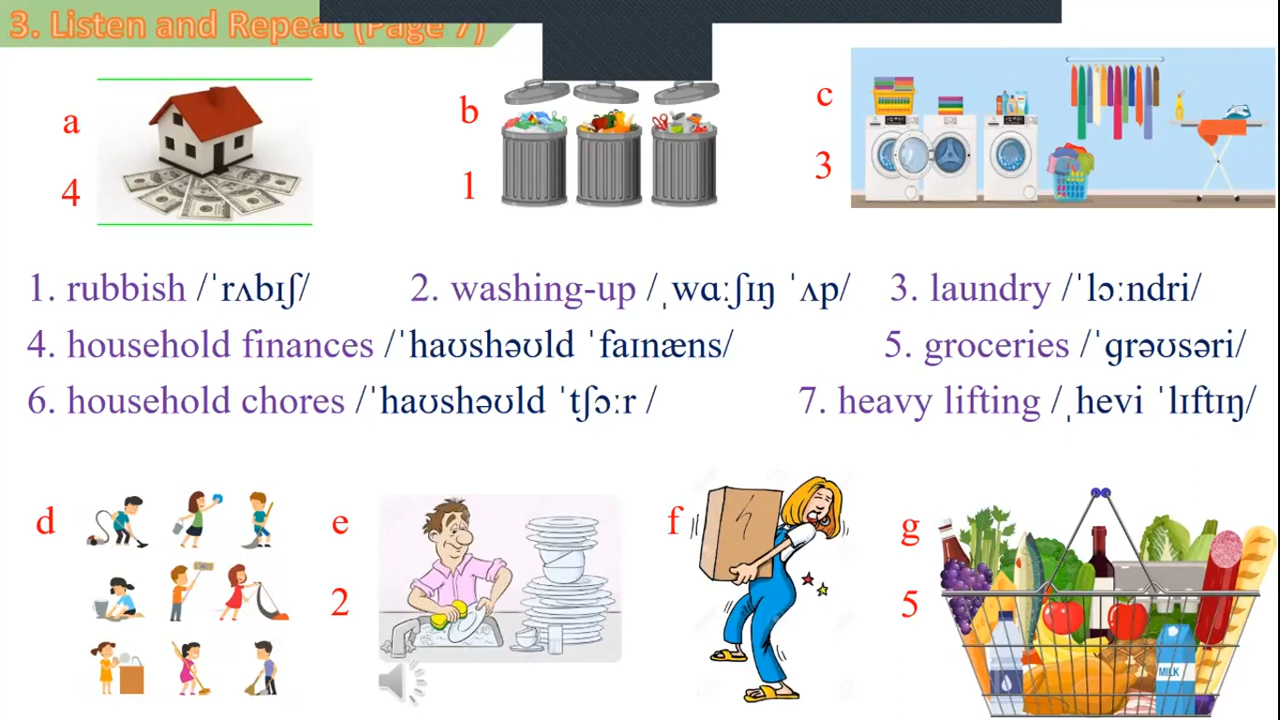 3. Listen and Repeat (Page 7)
a
4
b
1
c
3
1. rubbish /ˈrʌbɪʃ/ 2. washing-up /ˌwɑːʃɪŋ ˈʌp/ 3. laundry /ˈlɔːndri/
4. household finances /ˈhaʊshəʊld ˈfaɪnæns/ 5. groceries /ˈɡrəʊsəri/
6. household chores /ˈhaʊshəʊld ˈtʃɔːr / 7. heavy lifting /ˌhevi ˈlɪftɪŋ/
d
e
2
f
g
5
MILK